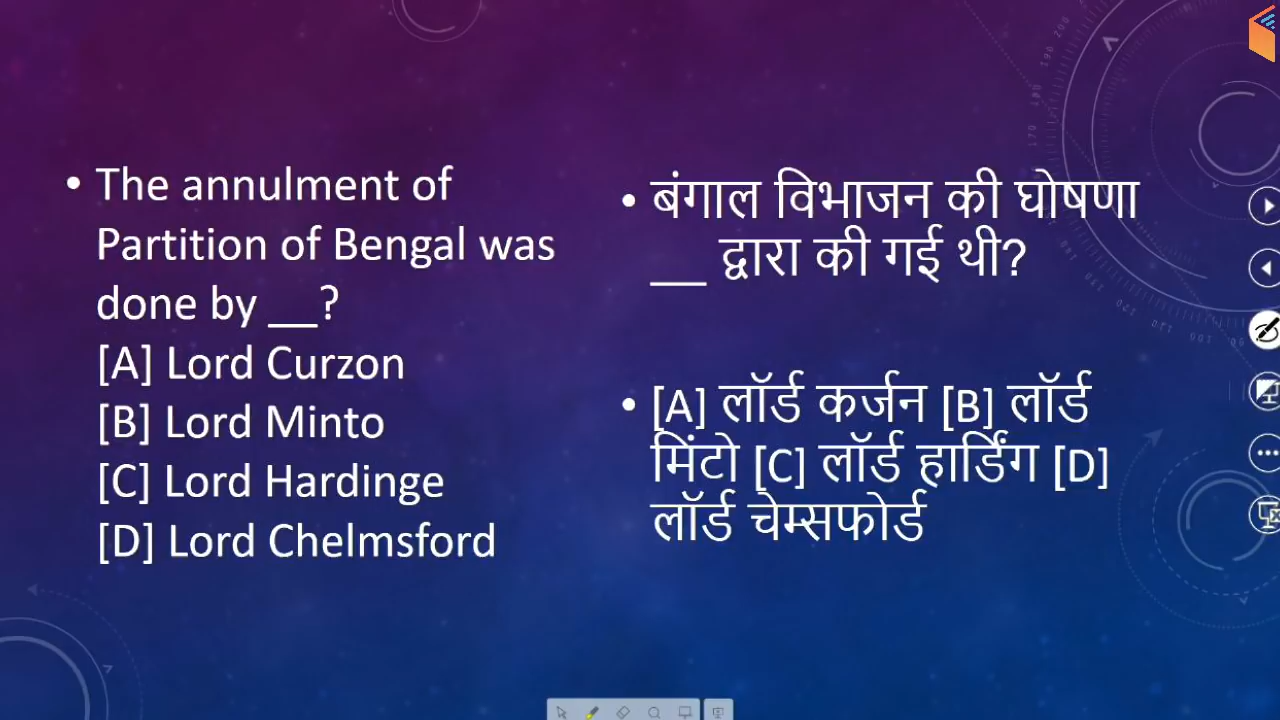 • The annulment of
Partition of Bengal was
done by __?
[A] Lord Curzon
[B] Lord Minto
[C] Lord Hardinge
[D] Lord Chelmsford
• बंगाल विभाजन की घोषणा
__ द्वारा की गई थी?
• [A] लॉर्ड कर्जन [B] लॉर्ड
मिंटो [C] लॉर्ड हार्डिंग [D]
लॉर्ड चेम्सफोर्ड